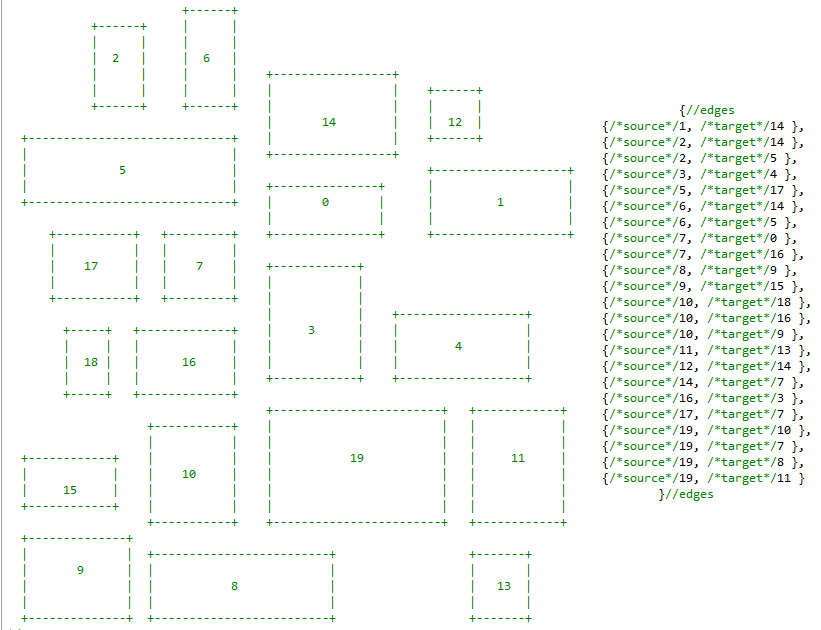 6
2
14
12
5
0
1
17
7
3
4
18
16
19
11
10
15
9
8
13
{//edges
{/*source*/1, /*target*/14 },
{/*source*/2, /*target*/14 },
{/*source*/2, /*target*/5 },
{/*source*/3, /*target*/4 },
{/*source*/5, /*target*/17 },
{/*source*/6, /*target*/14 },
{/*source*/6, /*target*/5 },
{/*source*/7, /*target*/0 },
{/*source*/7, /*target*/16 },
{/*source*/8, /*target*/9 },
{/*source*/9, /*target*/15 },
{/*source*/10, /*target*/18 },
{/*source*/10, /*target*/16 },
{/*source*/10, /*target*/9 },
{/*source*/11, /*target*/13 },
{/*source*/12, /*target*/14 },
{/*source*/14, /*target*/7 },
{/*source*/16, /*target*/3 },
{/*source*/17, /*target*/7 },
{/*source*/19, /*target*/10 },
{/*source*/19, /*target*/7 },
{/*source*/19, /*target*/8 },
{/*source*/19, /*target*/11 }
}//edges